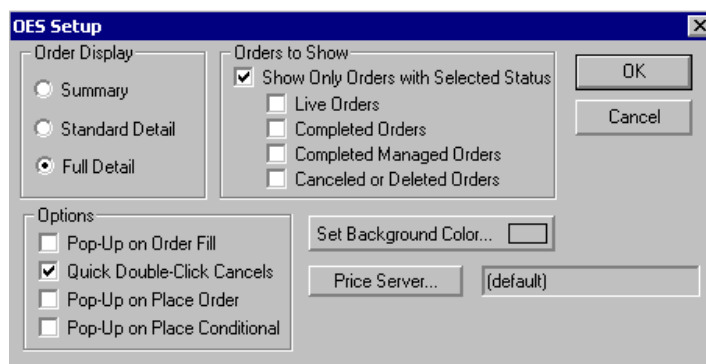 OES Setup
Order Display
Summary
Standard Detail
Full Detail
Orders to Show
Show Only Orders with Selected Status
Live Orders
Completed Orders
Completed Managed Orders
Canceled or Deleted Orders
OK
Cancel
Options
Pop-Up on Order Fill
Quick Double-Click Cancels
Pop-Up on Place Order
Pop-Up on Place Conditional
Set Background Color...
Price Server...
(default)